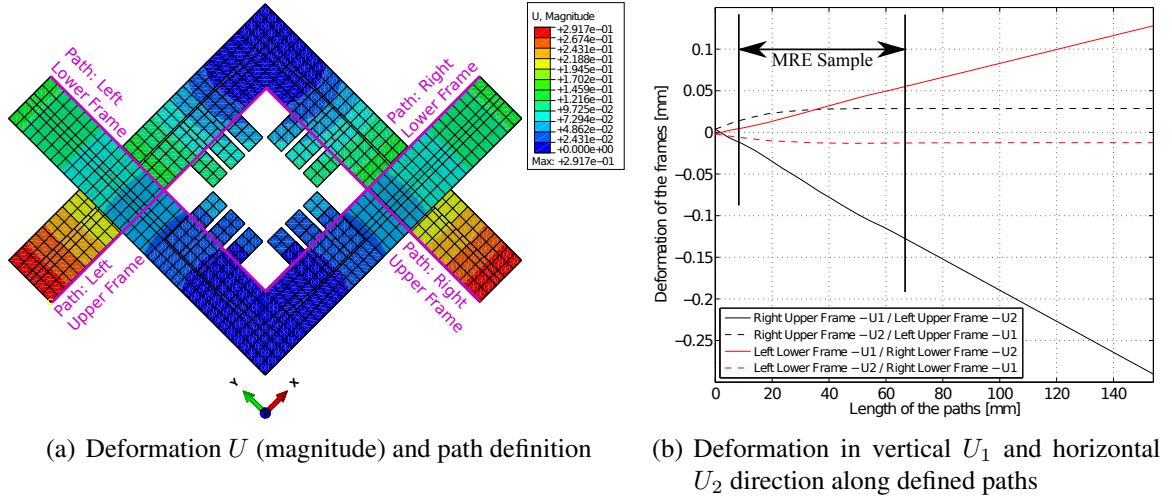 U, Magnitude
+2.917e−01
+2.674e−01
+2.431e−01
+2.188e−01
+1.945e−01
+1.702e−01
+1.459e−01
+1.216e−01
+9.725e−02
+7.294e−02
+4.862e−02
+2.431e−02
+0.000e+00
Max: +2.917e−01
Path: Left
Lower Frame
Path: Right
Lower Frame
Path: Left
Upper Frame
Path: Right
Upper Frame
Y
X
(a) Deformation U (magnitude) and path definition
Deformation of the frames [mm]
0.1
0.05
0
−0.05
−0.1
−0.15
−0.2
−0.25
MRE Sample
Right Upper Frame −U1 / Left Upper Frame −U2
Right Upper Frame −U2 / Left Upper Frame −U1
Left Lower Frame −U1 / Right Lower Frame −U2
Left Lower Frame −U2 / Right Lower Frame −U1
0 20 40 60 80 100 120 140
Length of the paths [mm]
(b) Deformation in vertical U₁ and horizontal
U₂ direction along defined paths